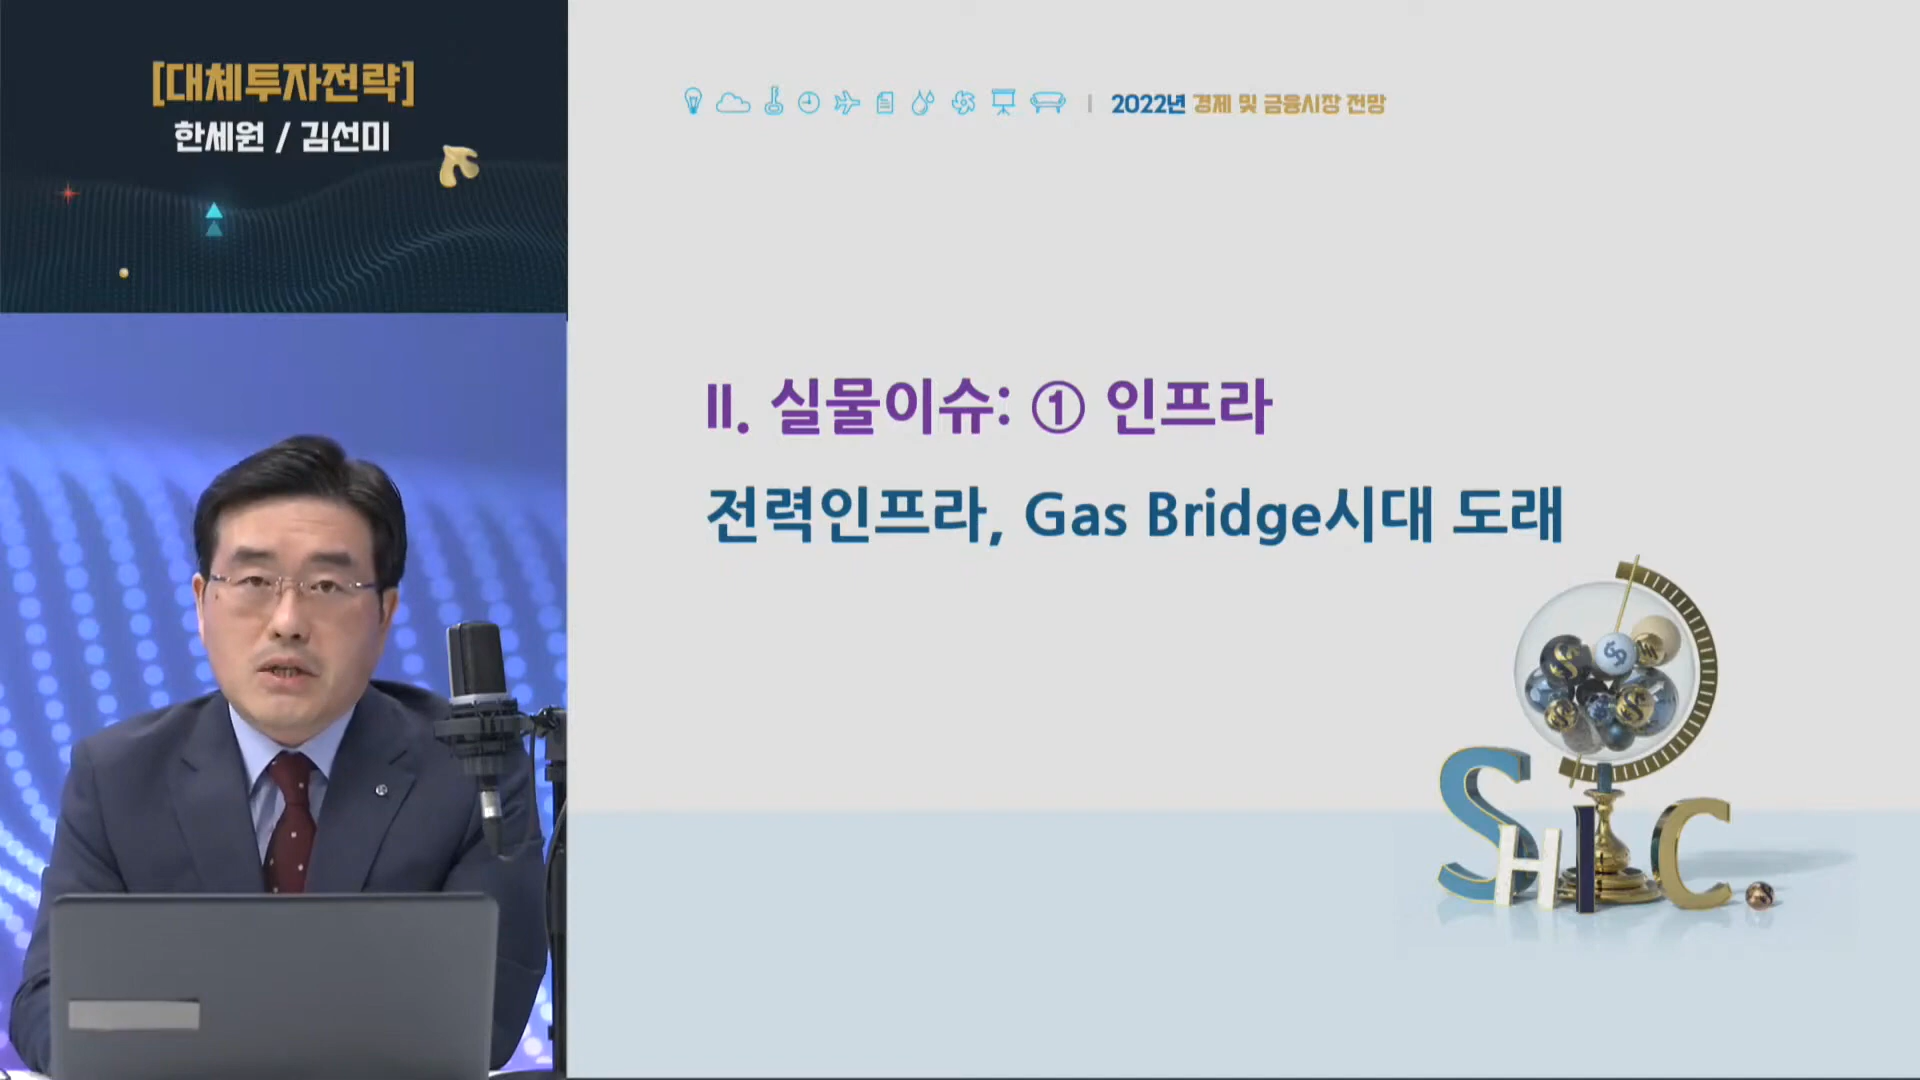 [대체투자전략]
한세원 / 김선미
| 2022년 경제 및 금융시장 전망
II. 실물이슈: ① 인프라
전력인프라, Gas Bridge시대 도래
SHIC